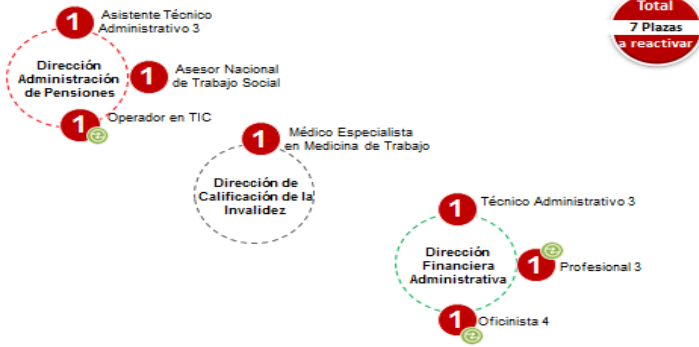 Total
7 Plazas
a reactivar
1
Asistente Técnico
Administrativo 3
Dirección
Administración
de Pensiones
1
Asesor Nacional
de Trabajo Social
1
Operador en TIC
1
Médico Especialista
en Medicina de Trabajo
Dirección de
Calificación de la
Invalidez
1
Técnico Administrativo 3
Dirección
Financiera
Administrativa
1
Profesional 3
1
Oficinista 4